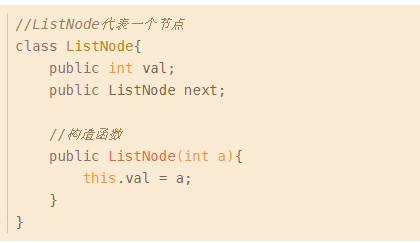 //ListNode代表一个节点
class ListNode{
    public int val;
    public ListNode next;

    //构造函数
    public ListNode(int a){
        this.val = a;
    }
}